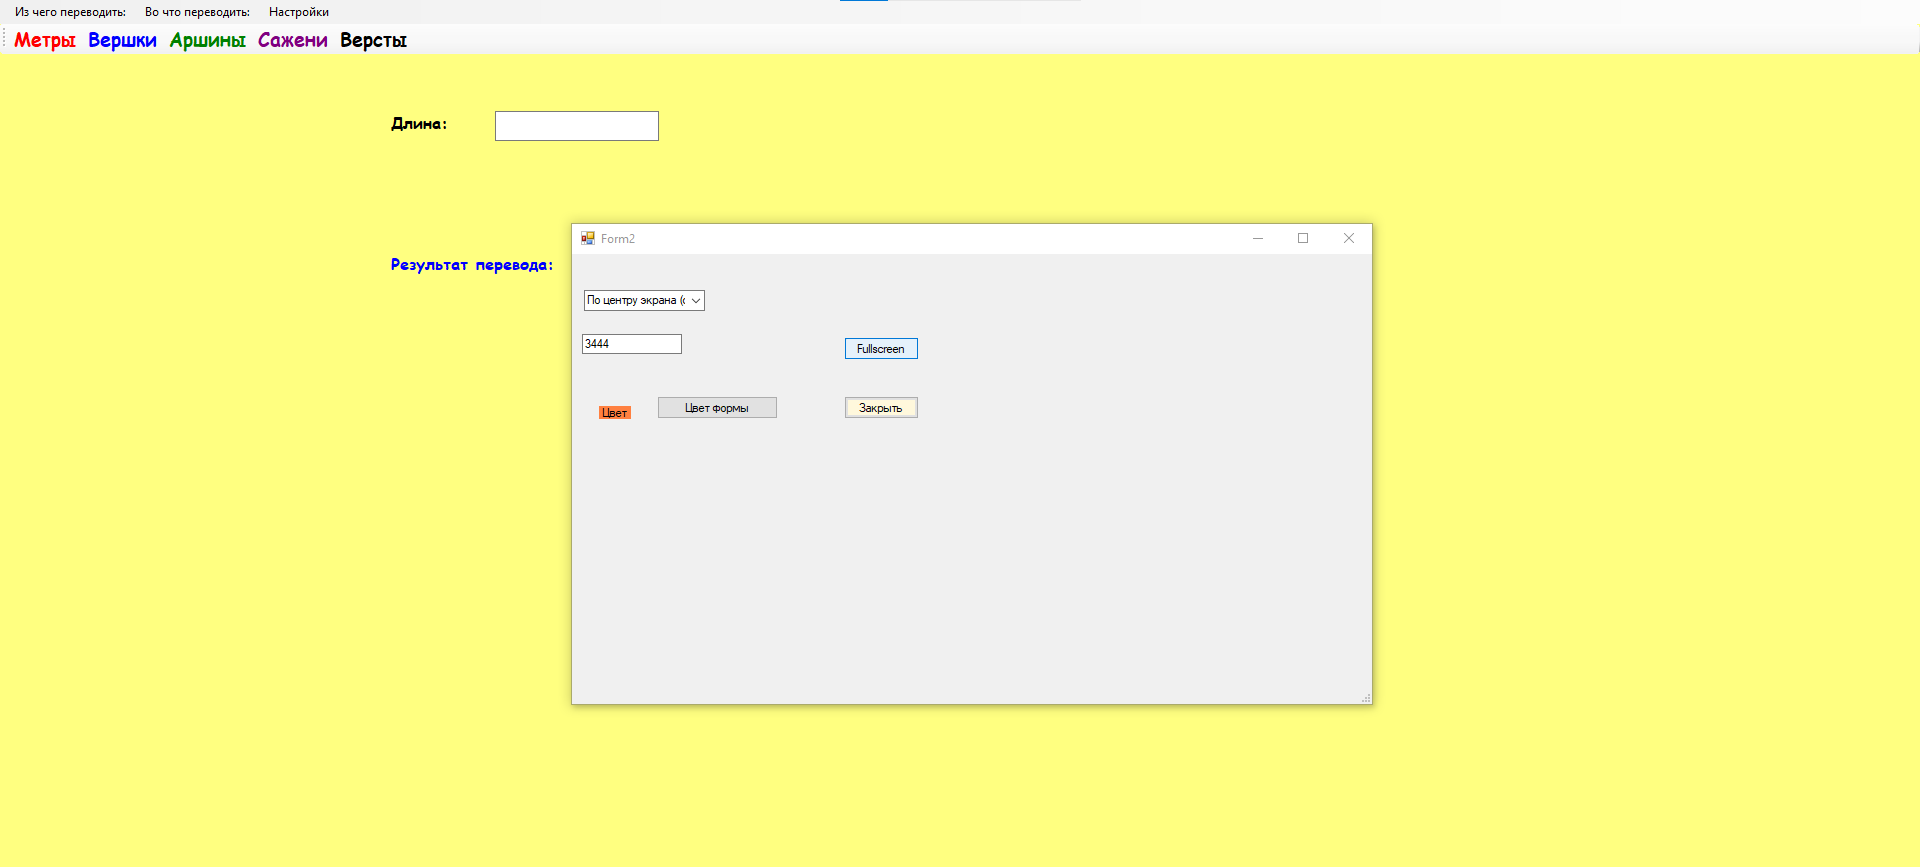 Из чего переводить: Во что переводить: Настройки
Метры Вершки Аршины Сажени Версты
Длина:
Form2
Результат перевода:
По центру экрана (
3444
Fullscreen
Цвет Цвет формы Закрыть